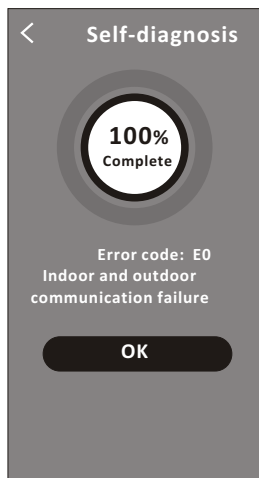 Self-diagnosis
100%
Complete
Error code: E0
Indoor and outdoor
communication failure
OK